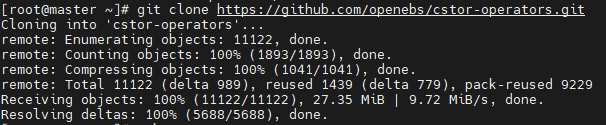 [root@master ~]# git clone https://github.com/openebs/cstor-operators.git
Cloning into 'cstor-operators'...
remote: Enumerating objects: 11122, done.
remote: Counting objects: 100% (1893/1893), done.
remote: Compressing objects: 100% (1041/1041), done.
remote: Total 11122 (delta 989), reused 1439 (delta 779), pack-reused 9229
Receiving objects: 100% (11122/11122), 27.35 MiB | 9.72 MiB/s, done.
Resolving deltas: 100% (5688/5688), done.